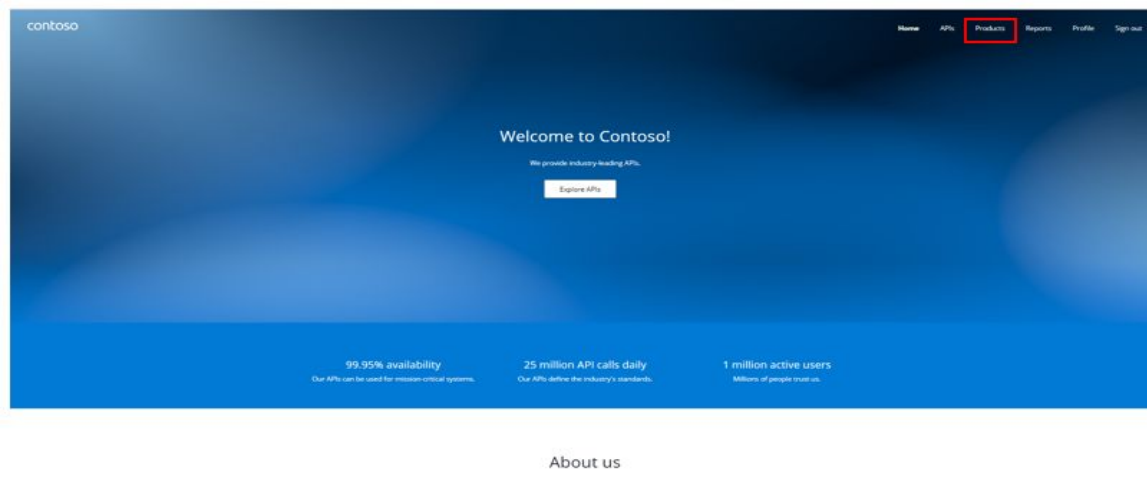 contoso
Home APIs Products Reports Profile Sign out
Welcome to Contoso!
We provide industry-leading APIs.
Explore APIs
99.95% availability 25 million API calls daily 1 million active users
Our APIs can be used for mission-critical systems. Our APIs define the industry's standards. Millions of people trust us.
About us